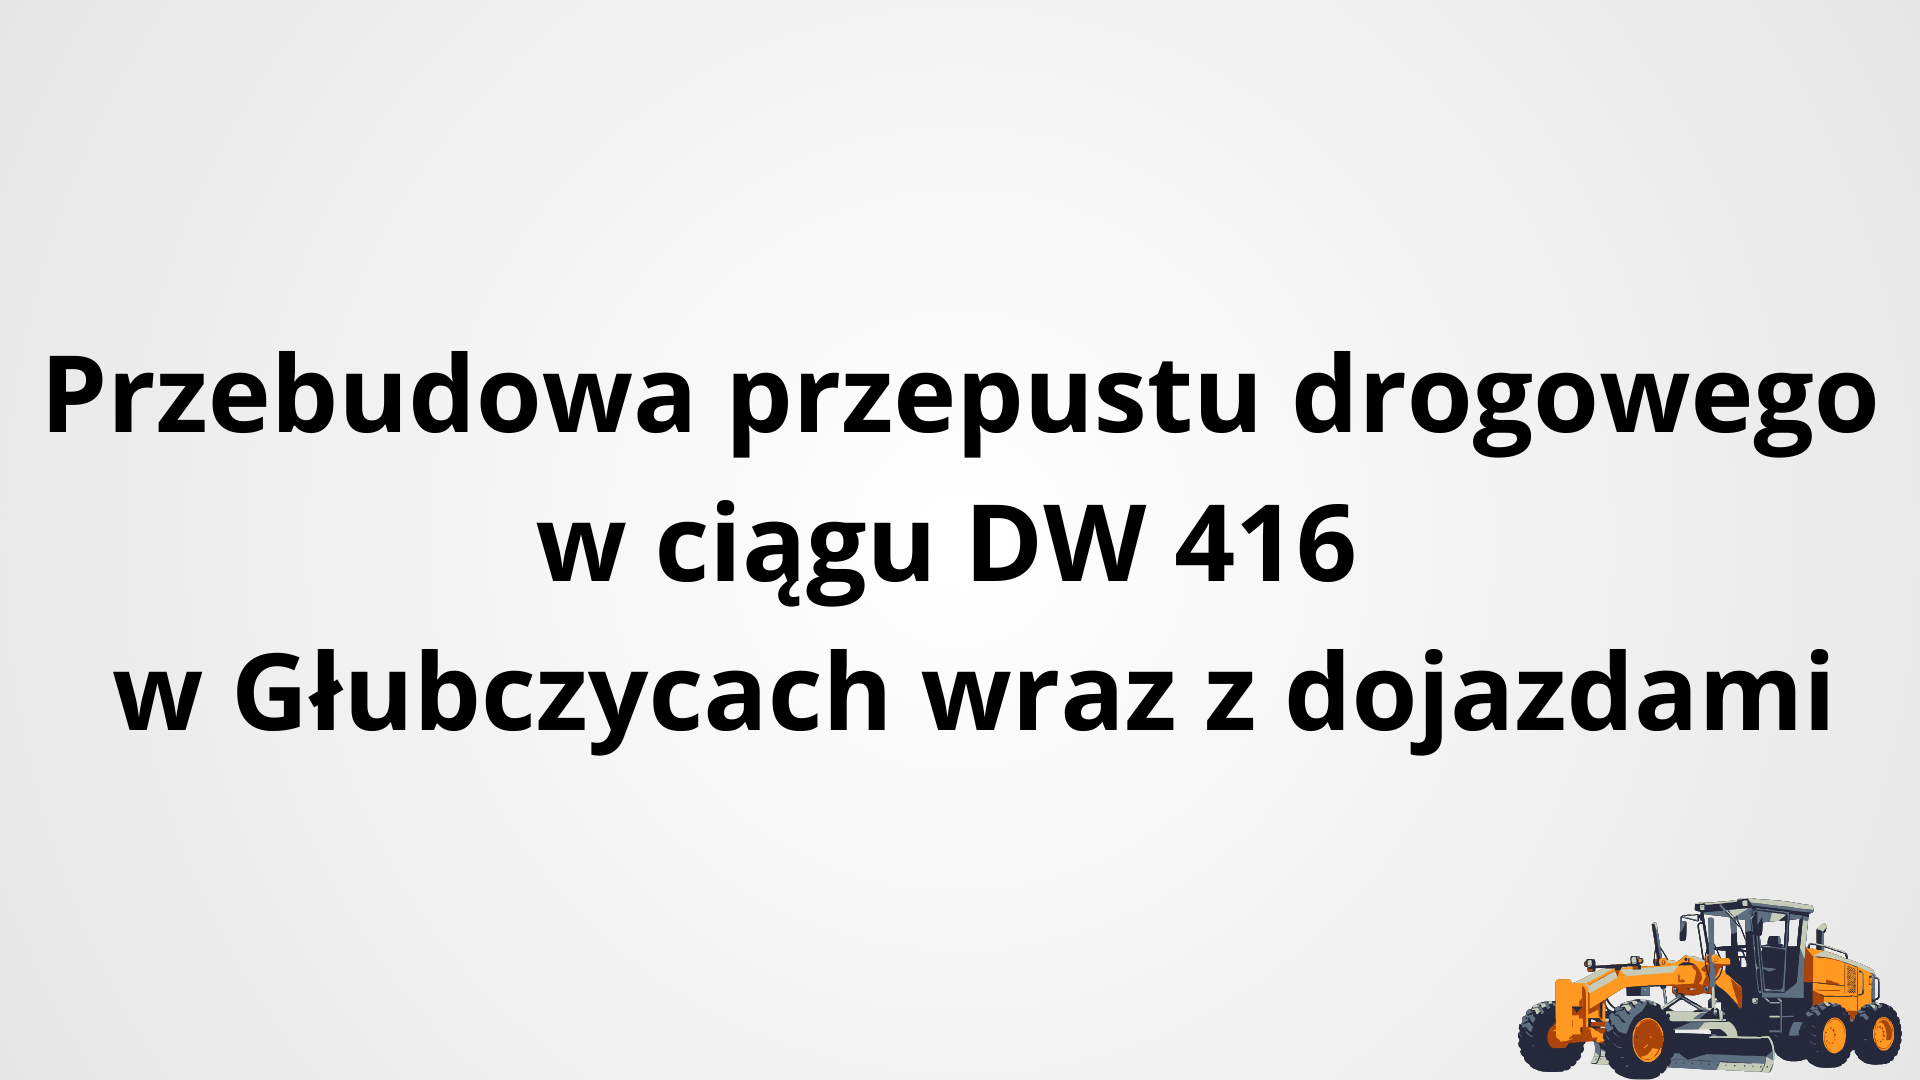 Przebudowa przepustu drogowego
w ciągu DW 416
w Głubczycach wraz z dojazdami